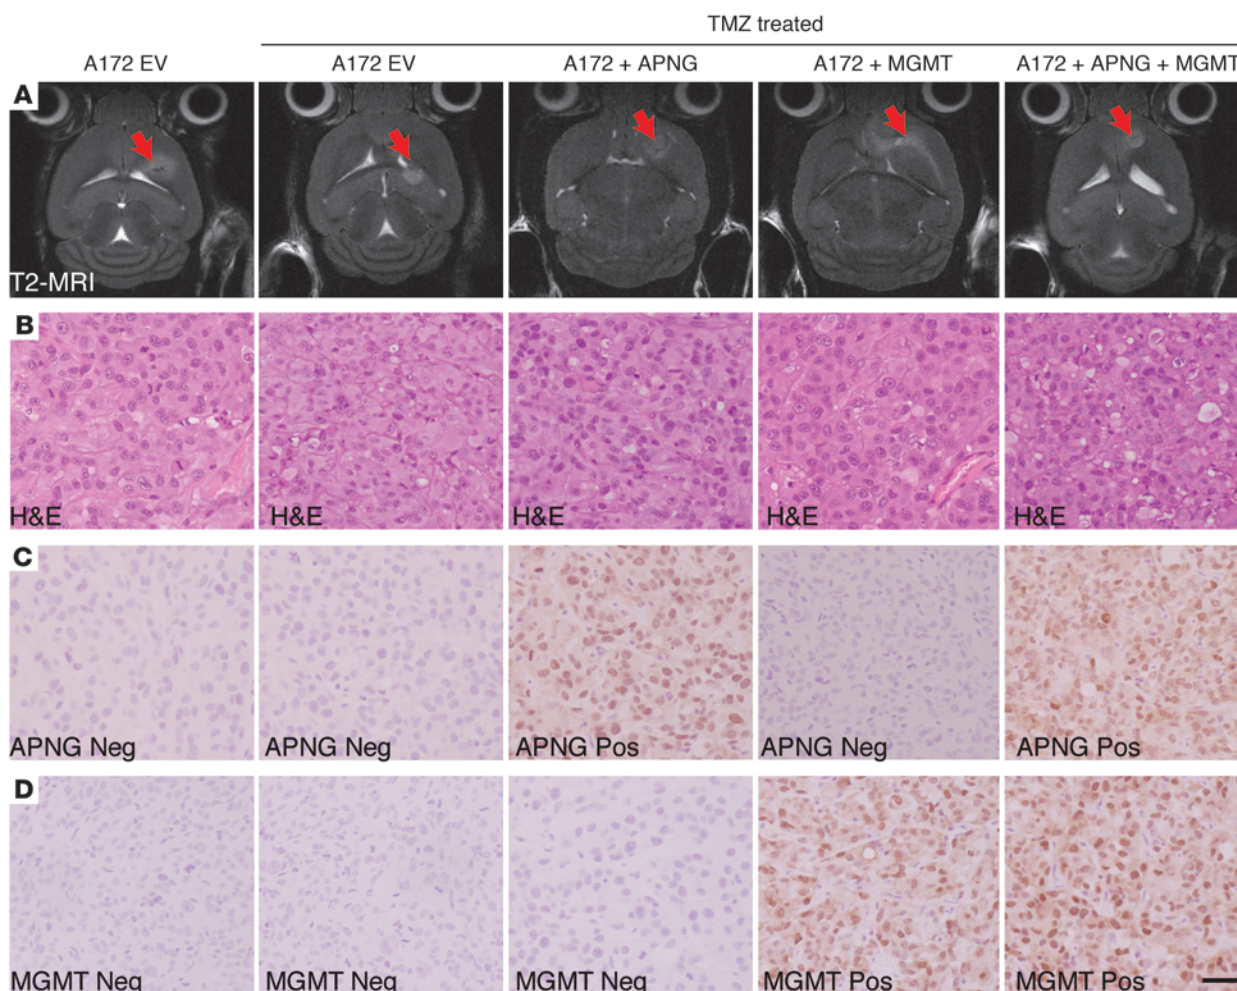 TMZ treated
A172 EV
A172 EV
A172 + APNG
A172 + MGMT
A172 + APNG + MGMT
A
T2-MRI
B
H&E
H&E
H&E
H&E
H&E
C
APNG Neg
APNG Neg
APNG Pos
APNG Neg
APNG Pos
D
MGMT Neg
MGMT Neg
MGMT Neg
MGMT Pos
MGMT Pos